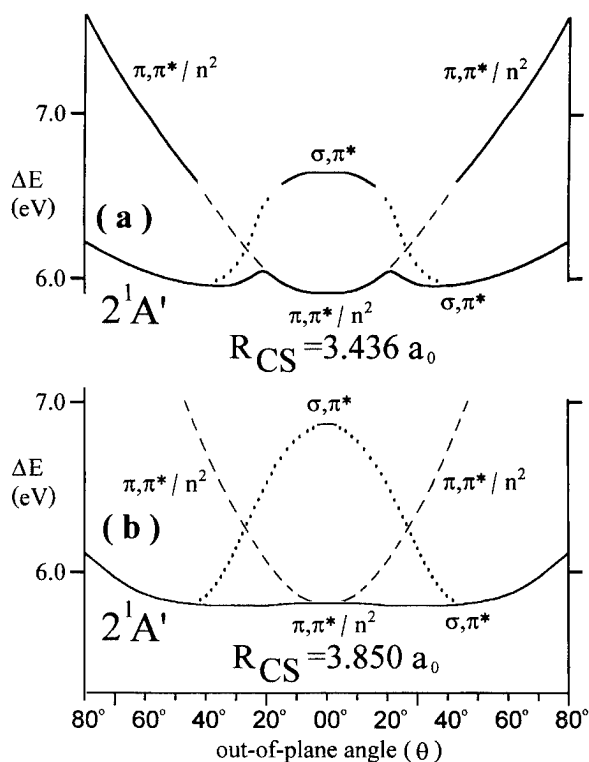 π,π*/ n²
π,π*/ n²
7.0
σ,π*
ΔE
(eV)
( a )
6.0
2¹A'
π,π*/ n²
σ,π*
R_CS =3.436 a₀
7.0
σ,π*
ΔE
(eV)
π,π*/ n²
π,π*/ n²
( b )
6.0
2¹A'
π,π*/ n²
σ,π*
R_CS =3.850 a₀
80° 60° 40° 20° 00° 20° 40° 60° 80°
out-of-plane angle ( θ )